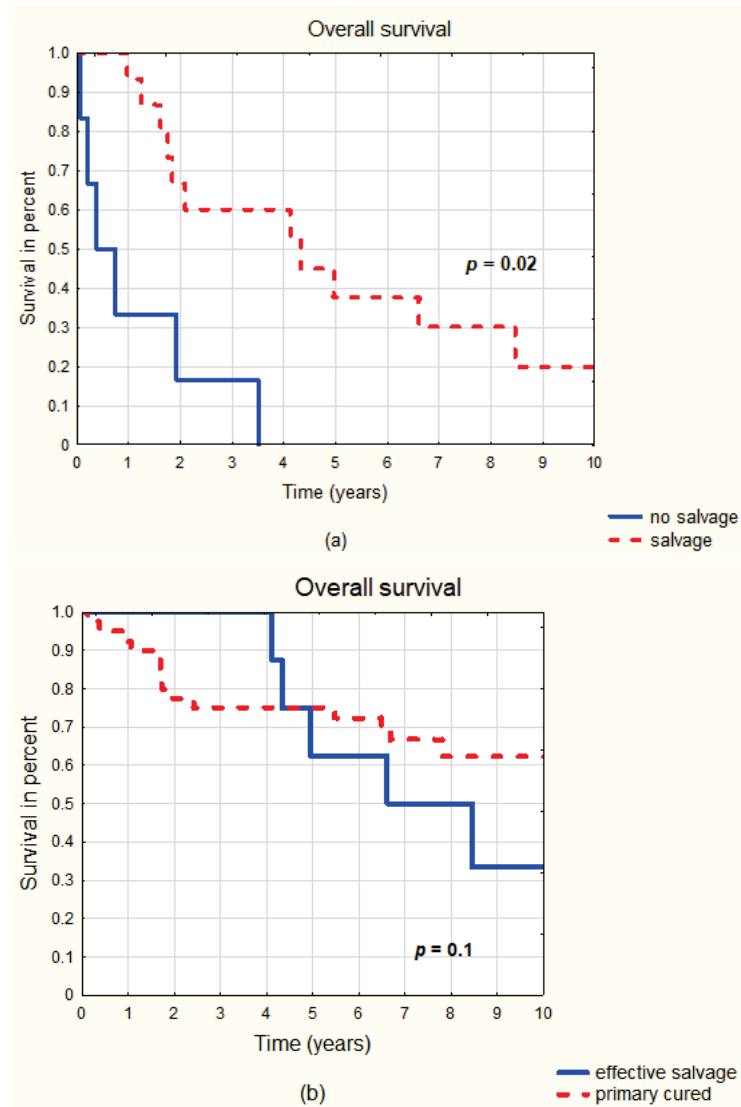 Overall survival
1.0
0.9
0.8
0.7
0.6
0.5
0.4
0.3
0.2
0.1
0
Survival in percent
p = 0.02
0 1 2 3 4 5 6 7 8 9 10
Time (years)
no salvage
salvage
(a)
Overall survival
1.0
0.9
0.8
0.7
0.6
0.5
0.4
0.3
0.2
0.1
0
Survival in percent
p = 0.1
0 1 2 3 4 5 6 7 8 9 10
Time (years)
effective salvage
primary cured
(b)